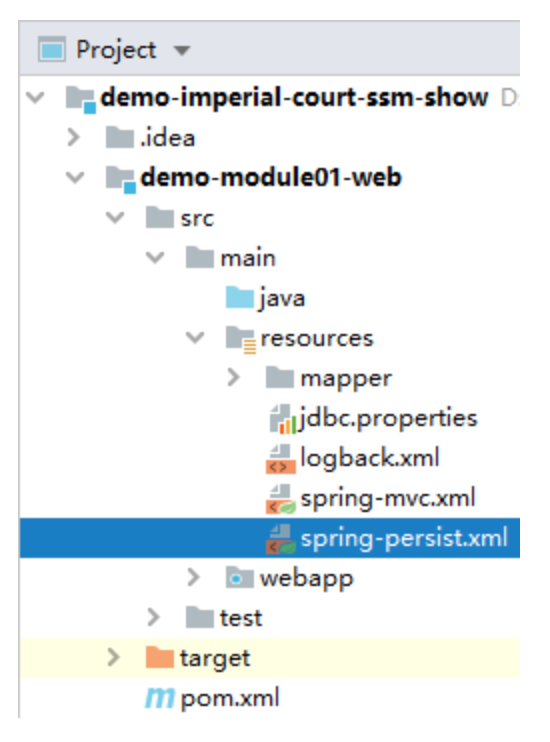 Project
demo-imperial-court-ssm-show D:
.idea
demo-module01-web
src
main
java
resources
mapper
jdbc.properties
logback.xml
spring-mvc.xml
spring-persist.xml
webapp
test
target
pom.xml